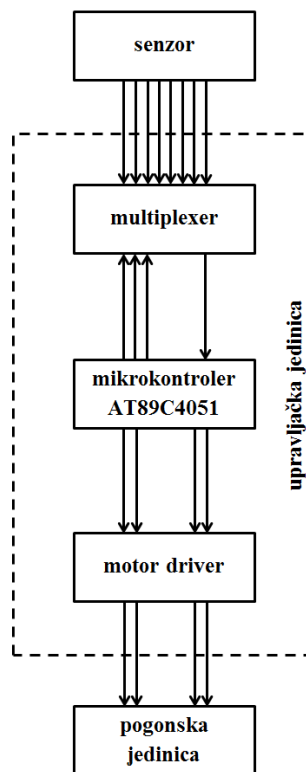 senzor
multiplexer
mikrokontroler
AT89C4051
upravljačka jedinica
motor driver
pogonska
jedinica